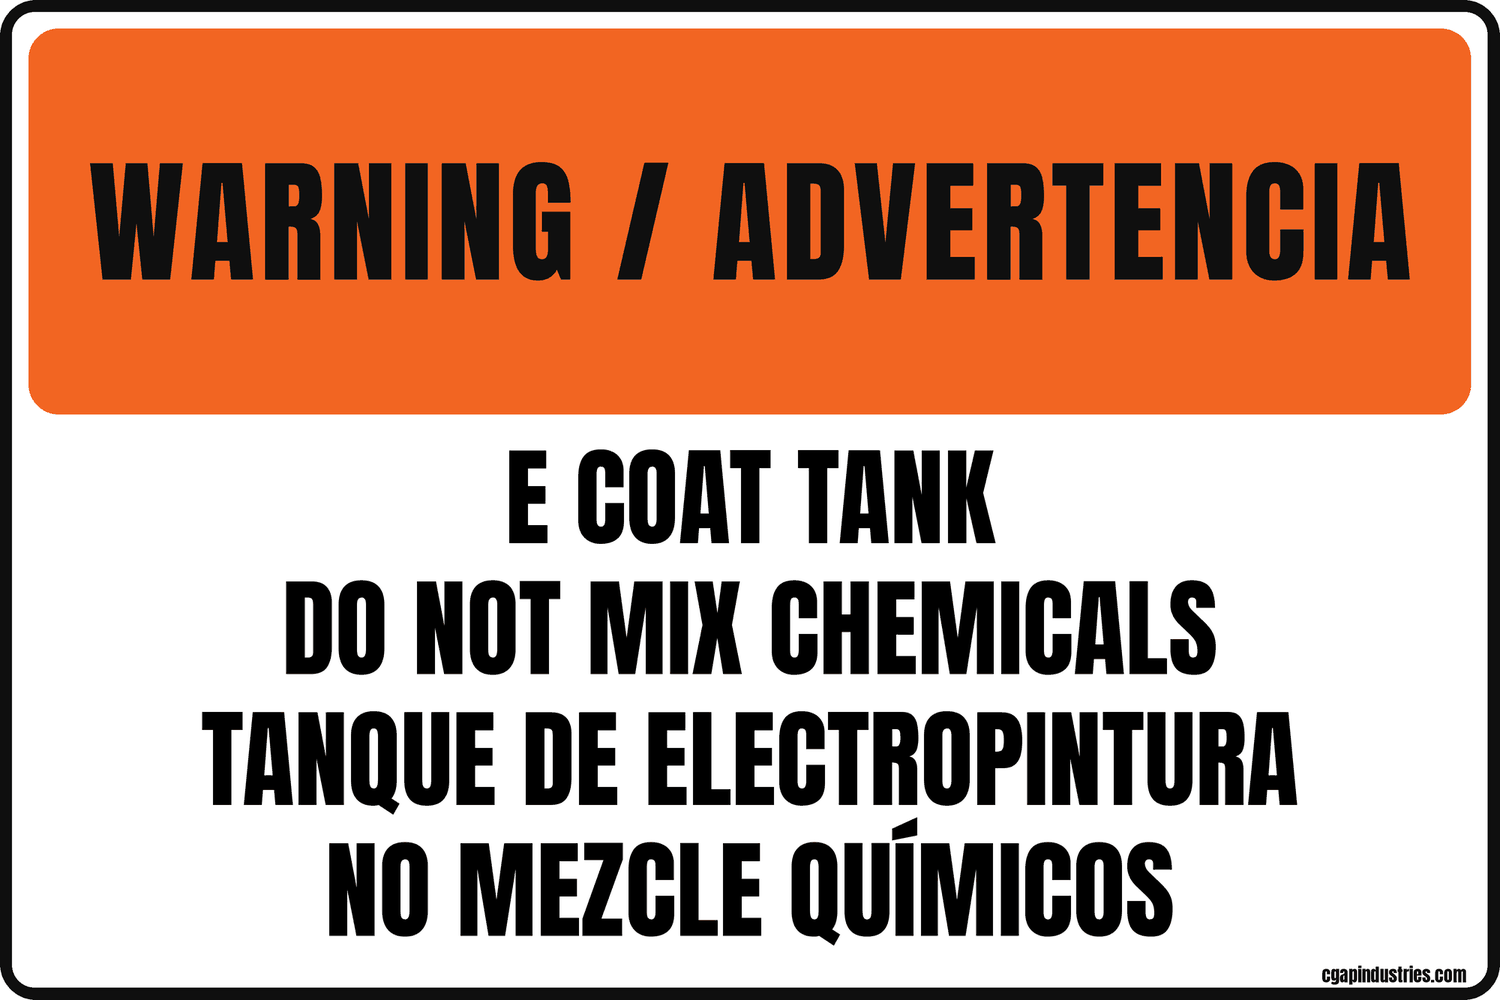 WARNING / ADVERTENCIA
E COAT TANK
DO NOT MIX CHEMICALS
TANQUE DE ELECTROPINTURA
NO MEZCLE QUÍMICOS
cgapindustries.com